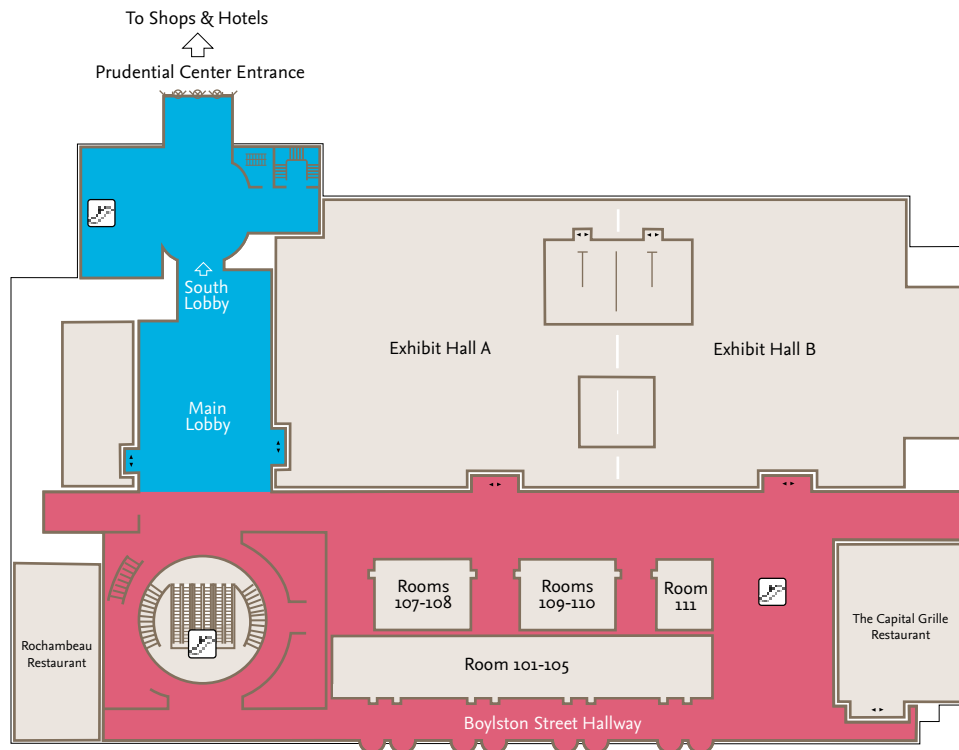 To Shops & Hotels
Prudential Center Entrance
South
Lobby
Exhibit Hall A
Exhibit Hall B
Main
Lobby
Rooms
107-108
Rooms
109-110
Room
111
The Capital Grille
Restaurant
Rochambeau
Restaurant
Room 101-105
Boylston Street Hallway